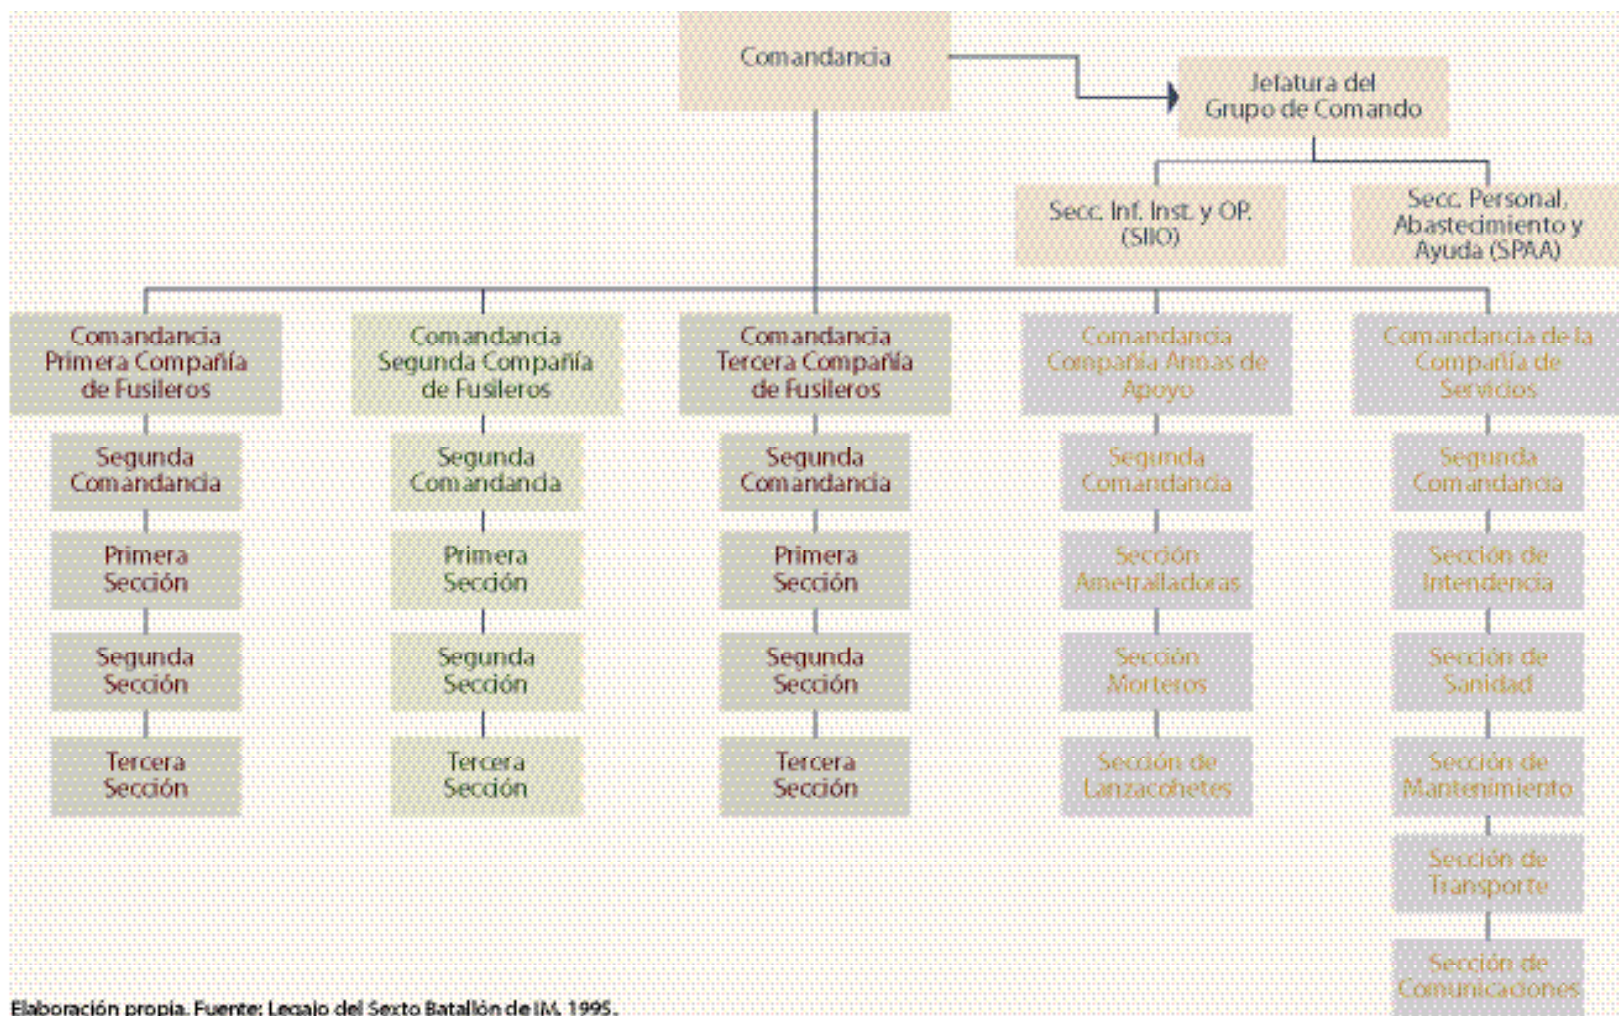 Comandancia
Jefatura del
Grupo de Comando
Secc. Inf. Inst. y OP.
(SIIO)
Secc. Personal,
Abastecimiento y
Ayuda (SPAA)
Comandancia
Primera Compañía
de Fusileros
Segunda
Comandancia
Primera
Sección
Segunda
Sección
Tercera
Sección
Comandancia
Segunda Compañía
de Fusileros
Segunda
Comandancia
Primera
Sección
Segunda
Sección
Tercera
Sección
Comandancia
Tercera Compañía
de Fusileros
Segunda
Comandancia
Primera
Sección
Segunda
Sección
Tercera
Sección
Comandancia
Compañía Armas de
Apoyo
Segunda
Comandancia
Sección
Ametralladoras
Sección
Morteros
Sección de
Lanzacohetes
Comandancia de la
Compañía de
Servicios
Segunda
Comandancia
Sección de
Intendencia
Sección de
Sanidad
Sección de
Mantenimiento
Sección de
Transporte
Sección de
Comunicaciones
Elaboración propia. Fuente: Legajo del Sexto Batallón de IM, 1995.